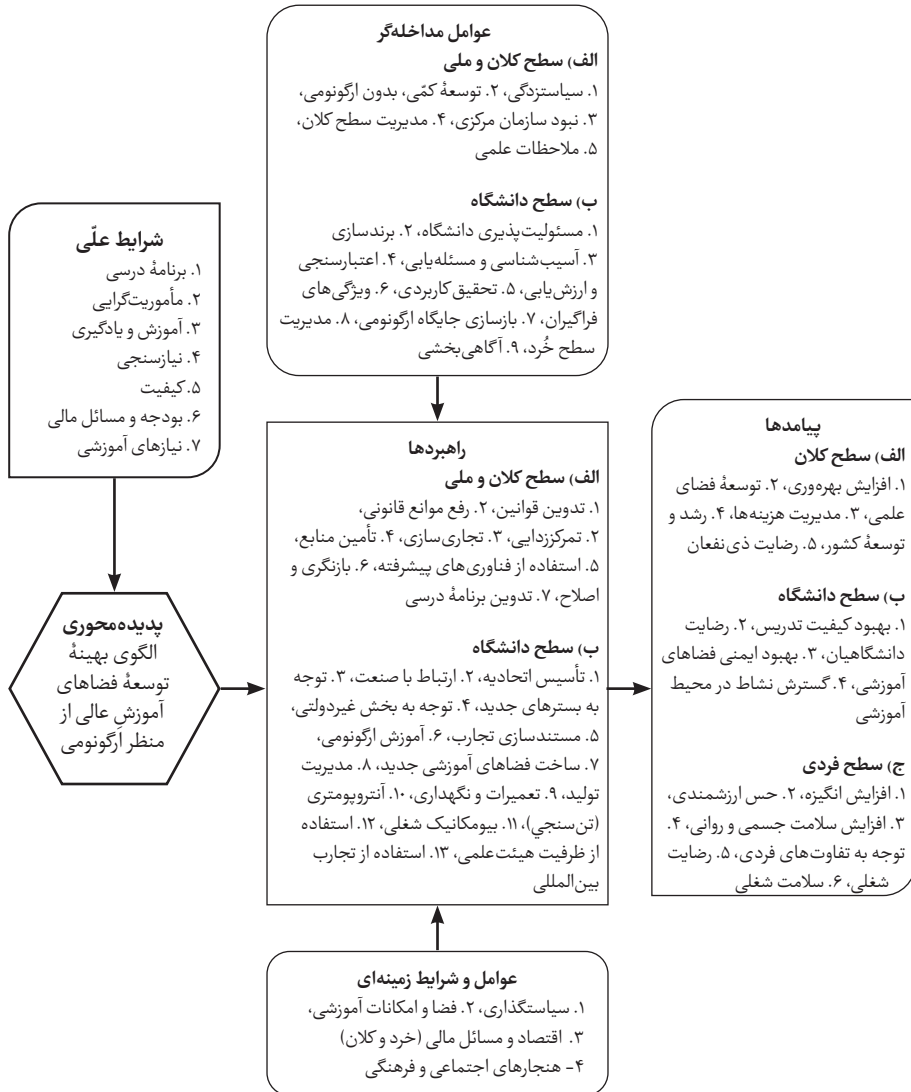 عوامل مداخله‌گر
الف) سطح کلان و ملی
۱. سیاستزدگی، ۲. توسعهٔ کمّی، بدون ارگونومی،
۳. نبود سازمان مرکزی، ۴. مدیریت سطح کلان،
۵. ملاحظات علمی
ب) سطح دانشگاه
۱. مسئولیت‌پذیری دانشگاه، ۲. برندسازی
۳. آسیب‌شناسی و مسئله‌یابی، ۴. اعتبارسنجی
و ارزش‌یابی، ۵. تحقیق کاربردی، ۶. ویژگی‌های
فراگیران، ۷. بازسازی جایگاه ارگونومی، ۸. مدیریت
سطح خُرد، ۹. آگاهی‌بخشی
شرایط علّی
۱. برنامهٔ درسی
۲. مأموریت‌گرایی
۳. آموزش و یادگیری
۴. نیازسنجی
۵. کیفیت
۶. بودجه و مسائل مالی
۷. نیازهای آموزشی
پدیده‌محوری
الگوی بهینهٔ
توسعهٔ فضاهای
آموزش عالی از
منظر اَرگونومی
راهبردها
الف) سطح کلان و ملی
۱. تدوین قوانین، ۲. رفع موانع قانونی،
۲. تمرکززدایی، ۳. تجاری‌سازی، ۴. تأمین منابع،
۵. استفاده از فناوری‌های پیشرفته، ۶. بازنگری و
اصلاح، ۷. تدوین برنامهٔ درسی
ب) سطح دانشگاه
۱. تأسیس اتحادیه، ۲. ارتباط با صنعت، ۳. توجه
به بسترهای جدید، ۴. توجه به بخش غیردولتی،
۵. مستندسازی تجارب، ۶. آموزش ارگونومی،
۷. ساخت فضاهای آموزشی جدید، ۸. مدیریت
تولید، ۹. تعمیرات و نگهداری، ۱۰. آنتروپومتری
(تن‌سنجي)، ۱۱. بیومکانیک شغلی، ۱۲. استفاده
از ظرفیت هیئت‌علمی، ۱۳. استفاده از تجارب
بین‌المللی
پیامدها
الف) سطح کلان
۱. افزایش بهره‌وری، ۲. توسعهٔ فضای
علمی، ۳. مدیریت هزینه‌ها، ۴. رشد و
توسعهٔ کشور، ۵. رضایت ذی‌نفعان
ب) سطح دانشگاه
۱. بهبود کیفیت تدریس، ۲. رضایت
دانشگاهیان، ۳. بهبود ایمنی فضاهای
آموزشی، ۴. گسترش نشاط در محیط
آموزشی
ج) سطح فردی
۱. افزایش انگیزه، ۲. حس ارزشمندی،
۳. افزایش سلامت جسمی و روانی، ۴.
توجه به تفاوت‌های فردی، ۵. رضایت
شغلی، ۶. سلامت شغلی
عوامل و شرایط زمینه‌ای
۱. سیاستگذاری، ۲. فضا و امکانات آموزشی،
۳. اقتصاد و مسائل مالی (خرد و کلان)
۴- هنجارهای اجتماعی و فرهنگی